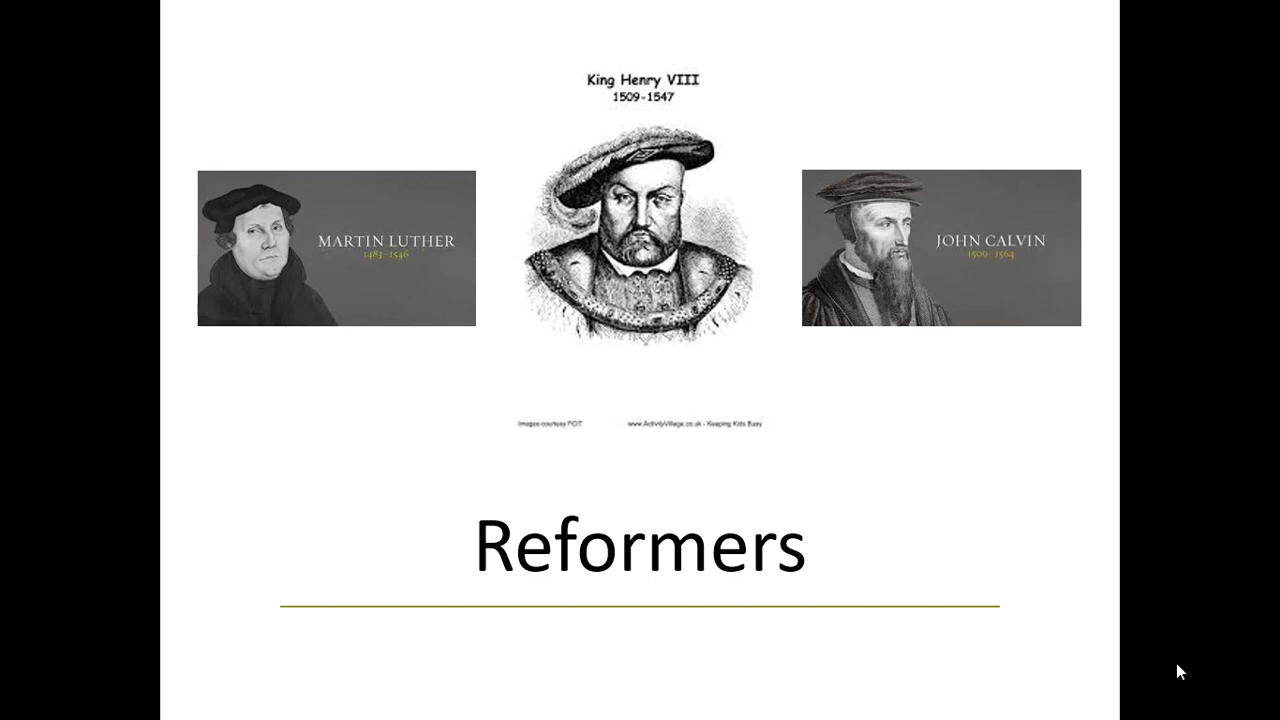 King Henry VIII
1509-1547
MARTIN LUTHER
1483-1546
JOHN CALVIN
1509-1564
Images courtesy FCIT
www.ActivityVillage.co.uk - Keeping Kids Busy
Reformers